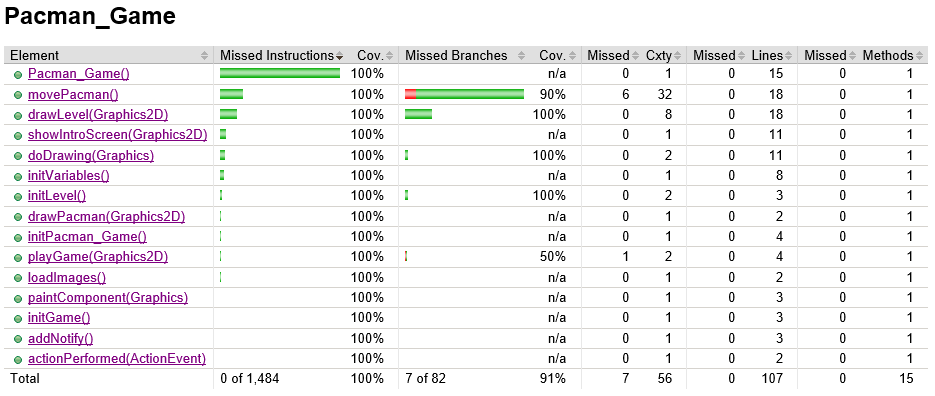 Pacman_Game
Element Missed Instructions Cov. Missed Branches Cov. Missed Cxty Missed Lines Missed Methods
Pacman_Game() 100% n/a 0 1 0 15 0 1
movePacman() 100% 90% 6 32 0 18 0 1
drawLevel(Graphics2D) 100% 100% 0 8 0 18 0 1
showIntroScreen(Graphics2D) 100% n/a 0 1 0 11 0 1
doDrawing(Graphics) 100% 100% 0 2 0 11 0 1
initVariables() 100% n/a 0 1 0 8 0 1
initLevel() 100% 100% 0 2 0 3 0 1
drawPacman(Graphics2D) 100% n/a 0 1 0 2 0 1
initPacman_Game() 100% n/a 0 1 0 4 0 1
playGame(Graphics2D) 100% 50% 1 2 0 4 0 1
loadImages() 100% n/a 0 1 0 2 0 1
paintComponent(Graphics) 100% n/a 0 1 0 3 0 1
initGame() 100% n/a 0 1 0 3 0 1
addNotify() 100% n/a 0 1 0 3 0 1
actionPerformed(ActionEvent) 100% n/a 0 1 0 2 0 1
Total 0 of 1,484 100% 7 of 82 91% 7 56 0 107 0 15